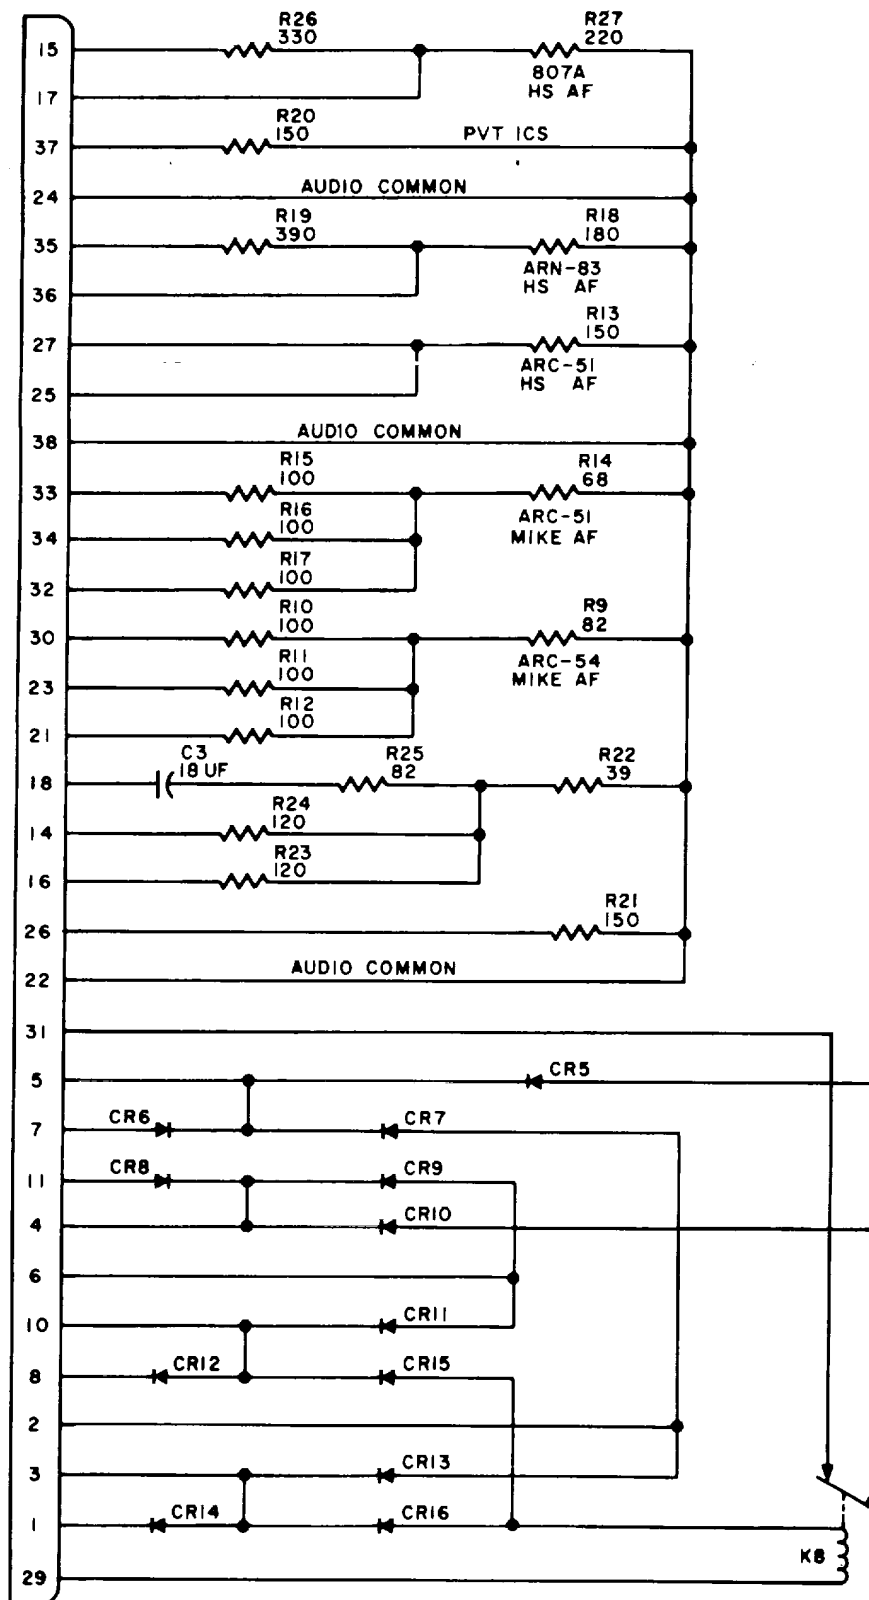 R26
330
R27
220
15
807A
HS AF
17
R20
150
PVT ICS
37
AUDIO COMMON
24
R19
390
R18
180
35
ARN-83
HS AF
36
R13
150
27
ARC-51
HS AF
25
AUDIO COMMON
38
R15
100
R14
68
33
ARC-51
MIKE AF
R16
100
34
R17
100
32
R10
100
R9
82
30
ARC-54
MIKE AF
R11
100
23
R12
100
21
C3
18 UF
R25
82
R22
39
18
R24
120
14
R23
120
16
R21
150
26
AUDIO COMMON
22
31
5
CR5
7
CR6
CR7
11
CR8
CR9
4
CR10
6
10
CR11
8
CR12
CR15
2
3
CR13
1
CR14
CR16
K8
29